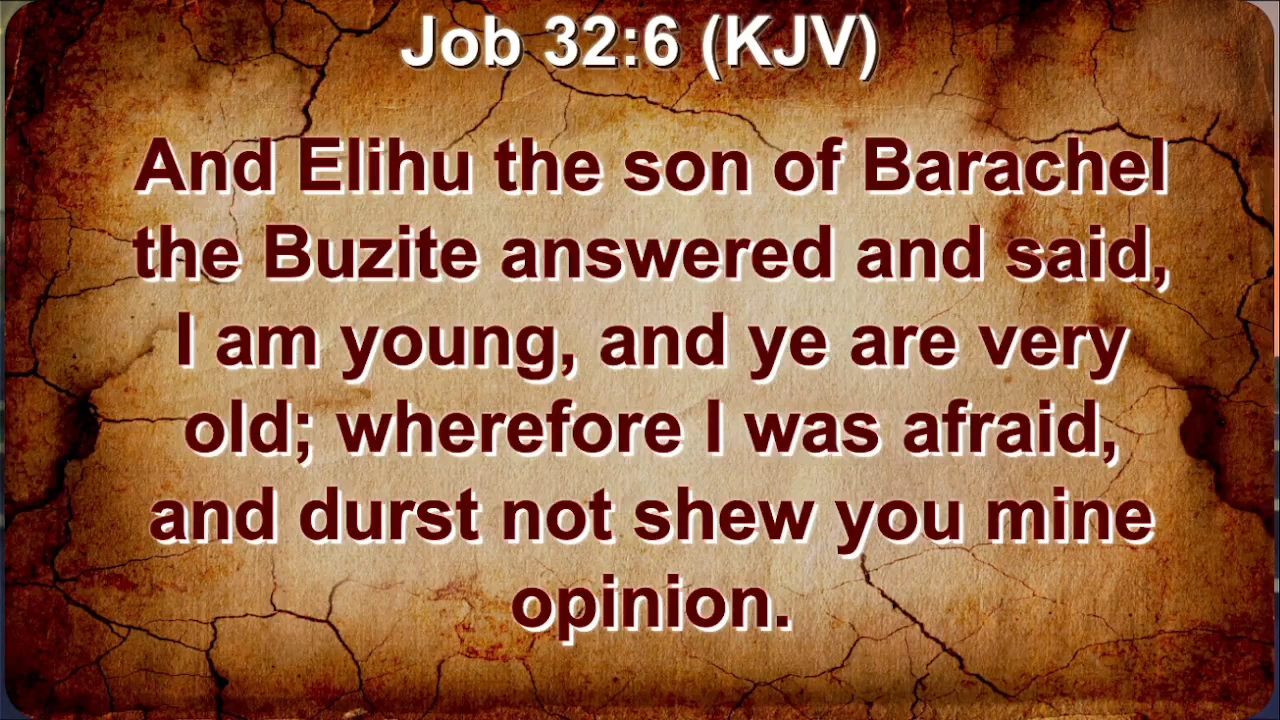 Job 32:6 (KJV)
And Elihu the son of Barachel
the Buzite answered and said,
I am young, and ye are very
old; wherefore I was afraid,
and durst not shew you mine
opinion.